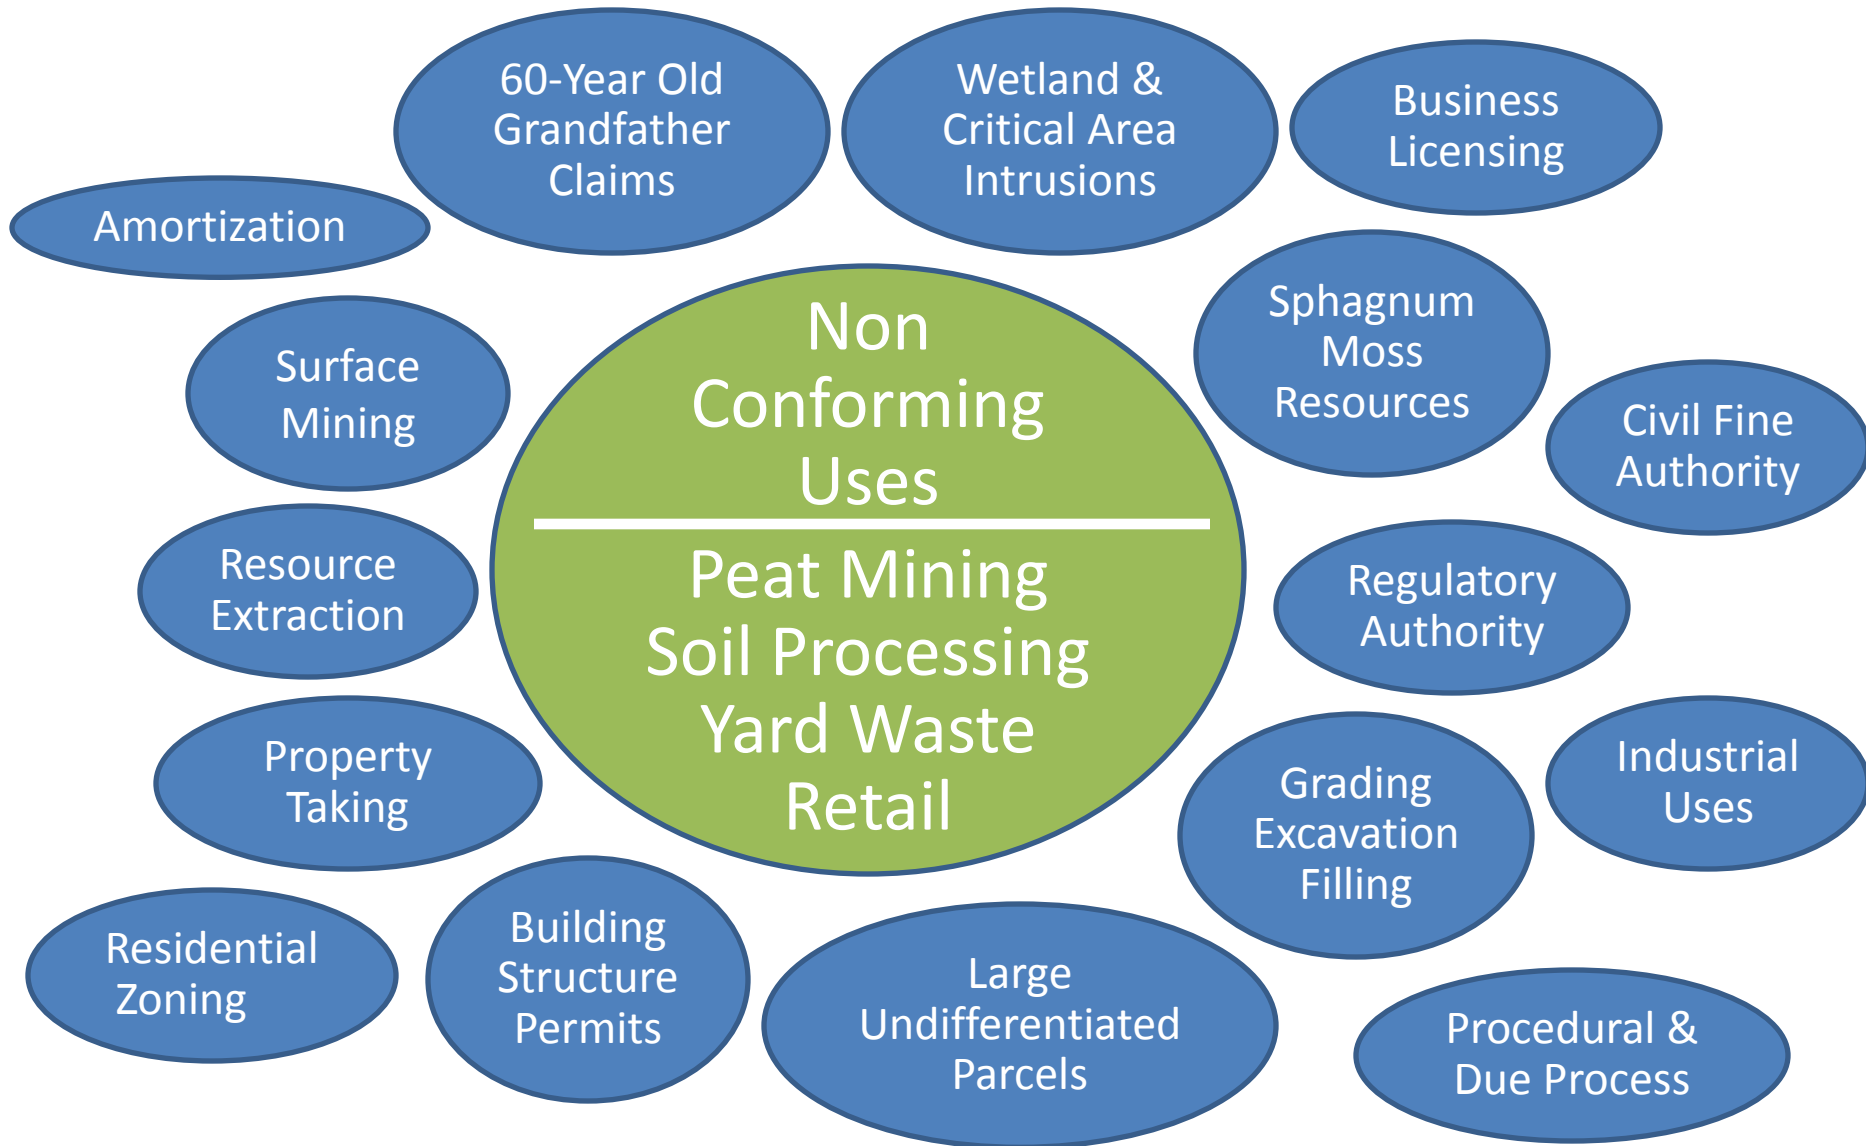 60-Year Old
Grandfather
Claims
Wetland &
Critical Area
Intrusions
Business
Licensing
Amortization
Surface
Mining
Non
Conforming
Uses
Peat Mining
Soil Processing
Yard Waste
Retail
Sphagnum
Moss
Resources
Civil Fine
Authority
Resource
Extraction
Regulatory
Authority
Property
Taking
Grading
Excavation
Filling
Industrial
Uses
Residential
Zoning
Building
Structure
Permits
Large
Undifferentiated
Parcels
Procedural &
Due Process